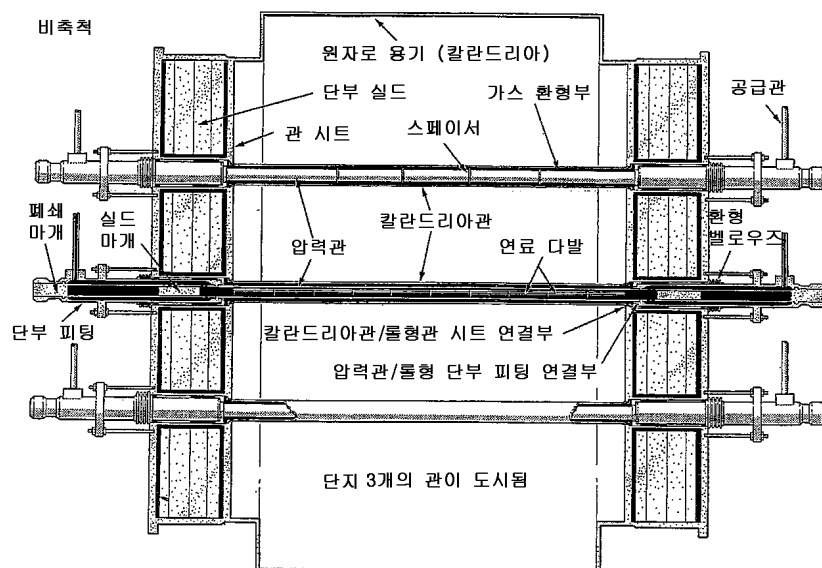 비축척
원자로 용기 (칼란드리아)
단부 실드
가스 환형부
공급관
관 시트
스페이서
폐쇄
마개
실드
마개
압력관
칼란드리아관
연료 다발
환형
벨로우즈
단부 피팅
칼란드리아관/롤형관 시트 연결부
압력관/롤형 단부 피팅 연결부
단지 3개의 관이 도시됨